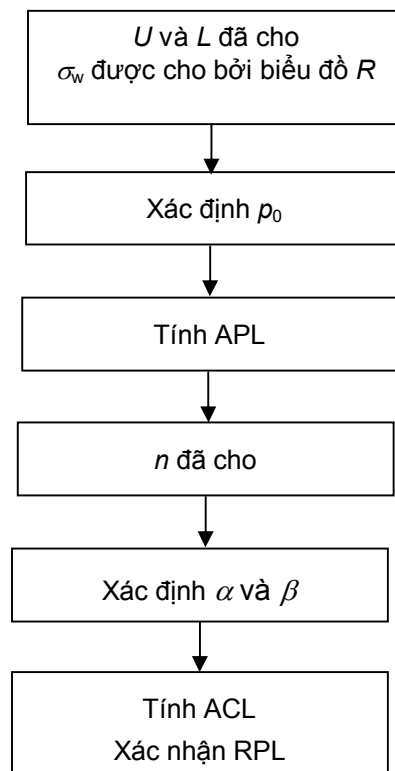 U và L đã cho
σw được cho bởi biểu đồ R
Xác định p0
Tính APL
n đã cho
Xác định α và β
Tính ACL
Xác nhận RPL